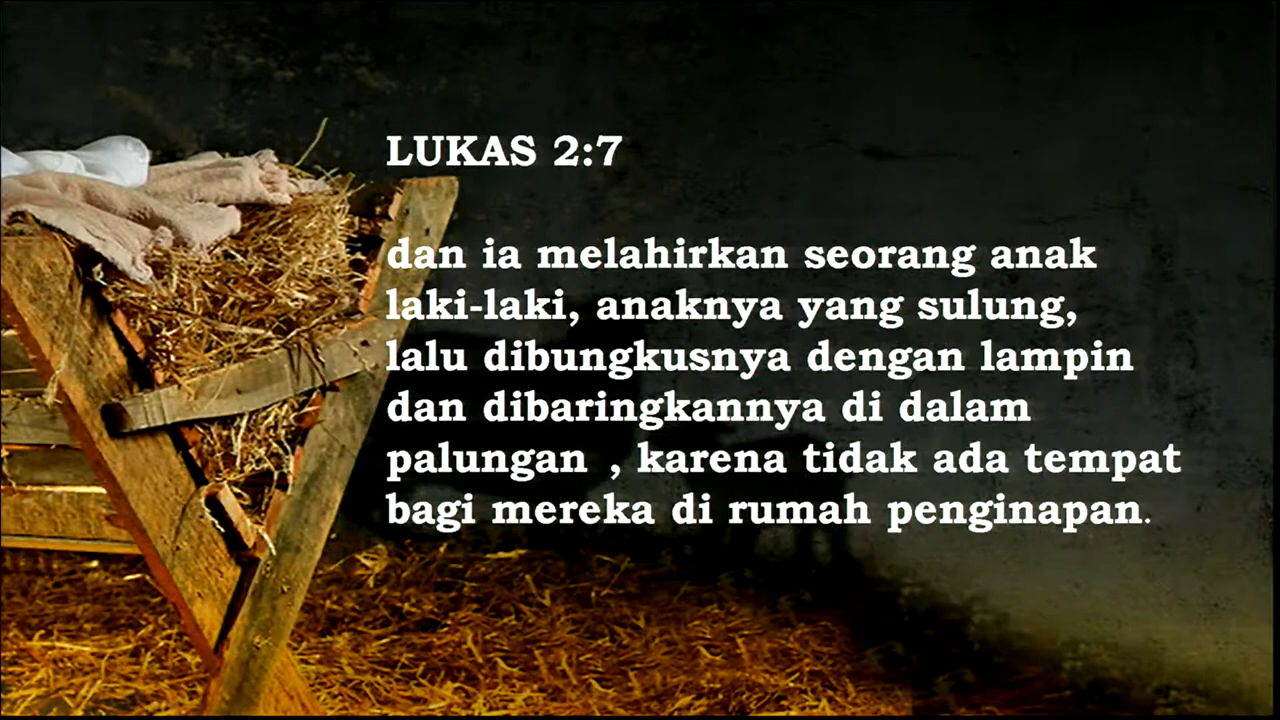 LUKAS 2:7
dan ia melahirkan seorang anak
laki-laki, anaknya yang sulung,
lalu dibungkusnya dengan lampin
dan dibaringkannya di dalam
palungan , karena tidak ada tempat
bagi mereka di rumah penginapan.